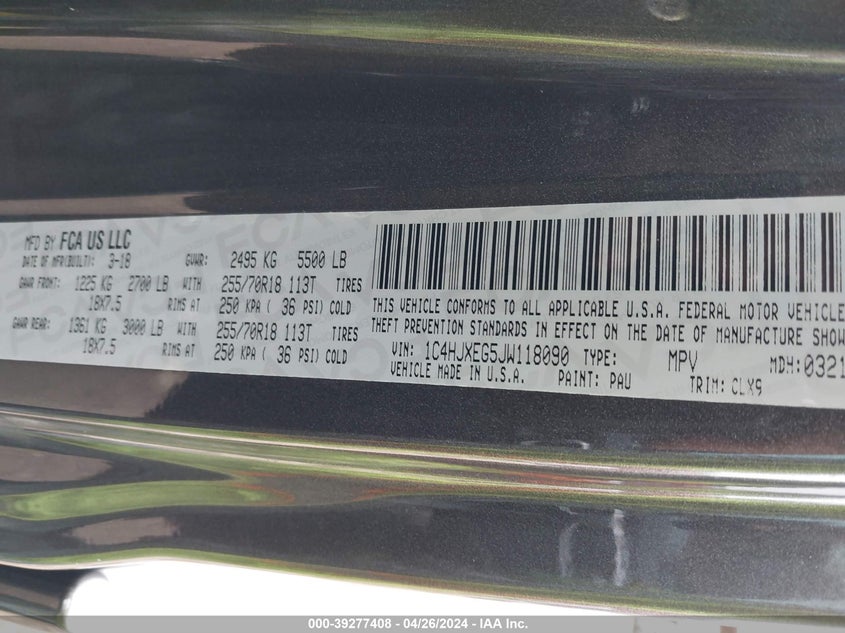 MFD BY FCA US LLC
DATE OF MFR(BUILT): 3-18 GVWR: 2495 KG 5500 LB
GAWR FRONT: 1225 KG 2700 LB WITH 255/70R18 113T TIRES
18X7.5 RIMS AT 250 KPA ( 36 PSI) COLD
GAWR REAR: 1361 KG 3000 LB WITH 255/70R18 113T TIRES
18X7.5 RIMS AT 250 KPA ( 36 PSI) COLD
THIS VEHICLE CONFORMS TO ALL APPLICABLE U.S.A. FEDERAL MOTOR VEHICLE
THEFT PREVENTION STANDARDS IN EFFECT ON THE DATE OF MANUFACTURE SHOW
VIN: 1C4HJXEG5JW118090 TYPE: MPV MDH:0321
VEHICLE MADE IN U.S.A. PAINT: PAU TRIM: CLX9
000-39277408 - 04/26/2024 - IAA Inc.